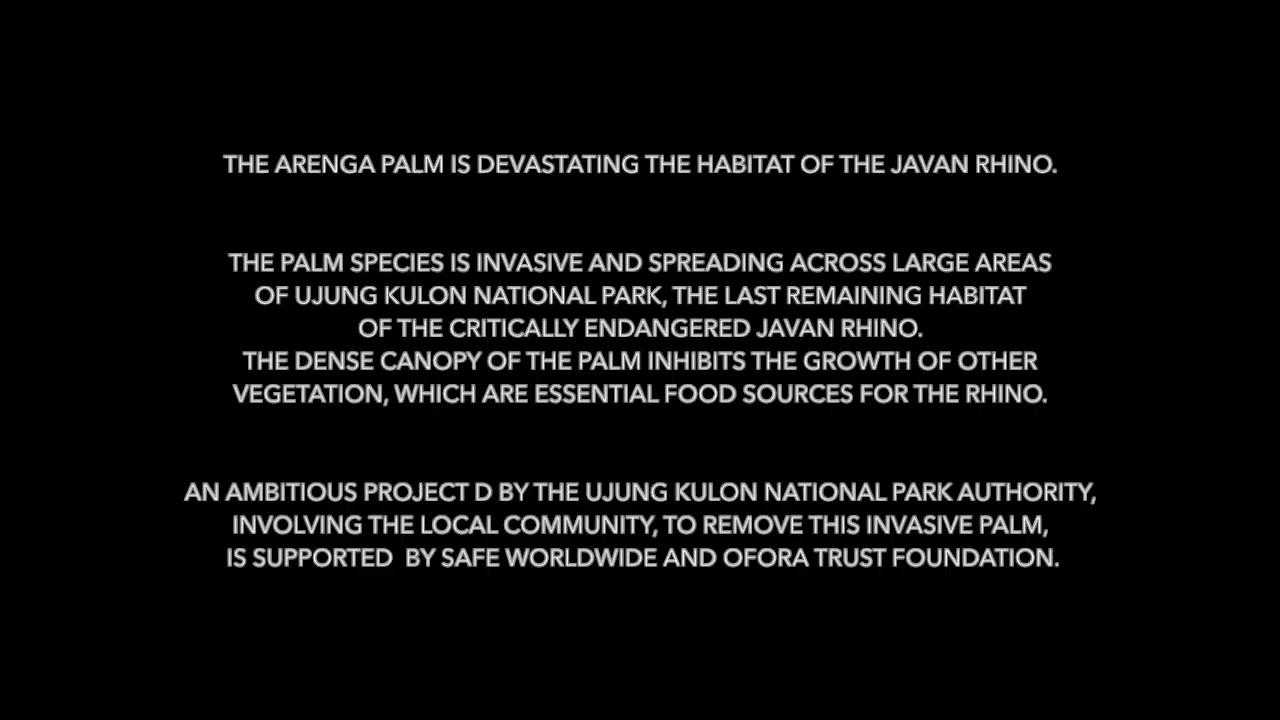 THE ARENGA PALM IS DEVASTATING THE HABITAT OF THE JAVAN RHINO.
THE PALM SPECIES IS INVASIVE AND SPREADING ACROSS LARGE AREAS
OF UJUNG KULON NATIONAL PARK, THE LAST REMAINING HABITAT
OF THE CRITICALLY ENDANGERED JAVAN RHINO.
THE DENSE CANOPY OF THE PALM INHIBITS THE GROWTH OF OTHER
VEGETATION, WHICH ARE ESSENTIAL FOOD SOURCES FOR THE RHINO.
AN AMBITIOUS PROJECT D BY THE UJUNG KULON NATIONAL PARK AUTHORITY,
INVOLVING THE LOCAL COMMUNITY, TO REMOVE THIS INVASIVE PALM,
IS SUPPORTED  BY SAFE WORLDWIDE AND OFORA TRUST FOUNDATION.